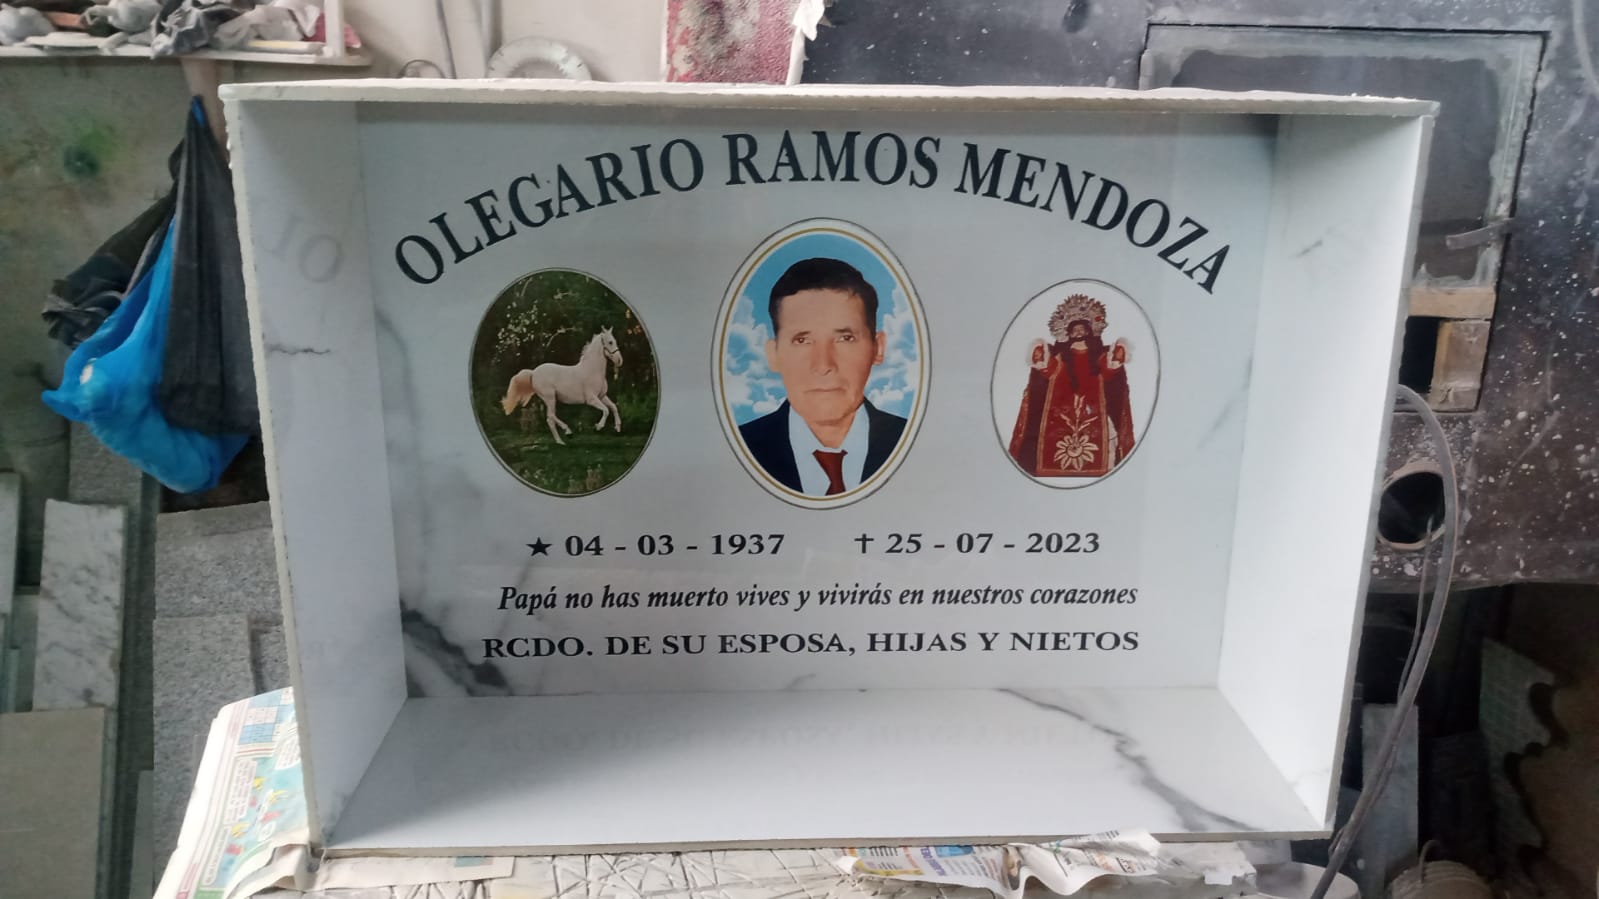 OLEGARIO RAMOS MENDOZA
★ 04 - 03 - 1937 ✝ 25 - 07 - 2023
Papá no has muerto vives y vivirás en nuestros corazones
RCDO. DE SU ESPOSA, HIJAS Y NIETOS